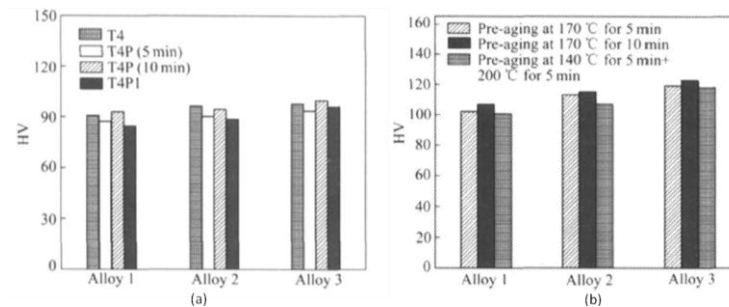 150
120
90
60
30
0
HV
T4
T4P (5 min)
T4P (10 min)
T4P1
Alloy 1
Alloy 2
Alloy 3
(a)
160
140
120
100
80
60
40
20
0
HV
Pre-aging at 170 ℃ for 5 min
Pre-aging at 170 ℃ for 10 min
Pre-aging at 140 ℃ for 5 min+
200 ℃ for 5 min
Alloy 1
Alloy 2
Alloy 3
(b)